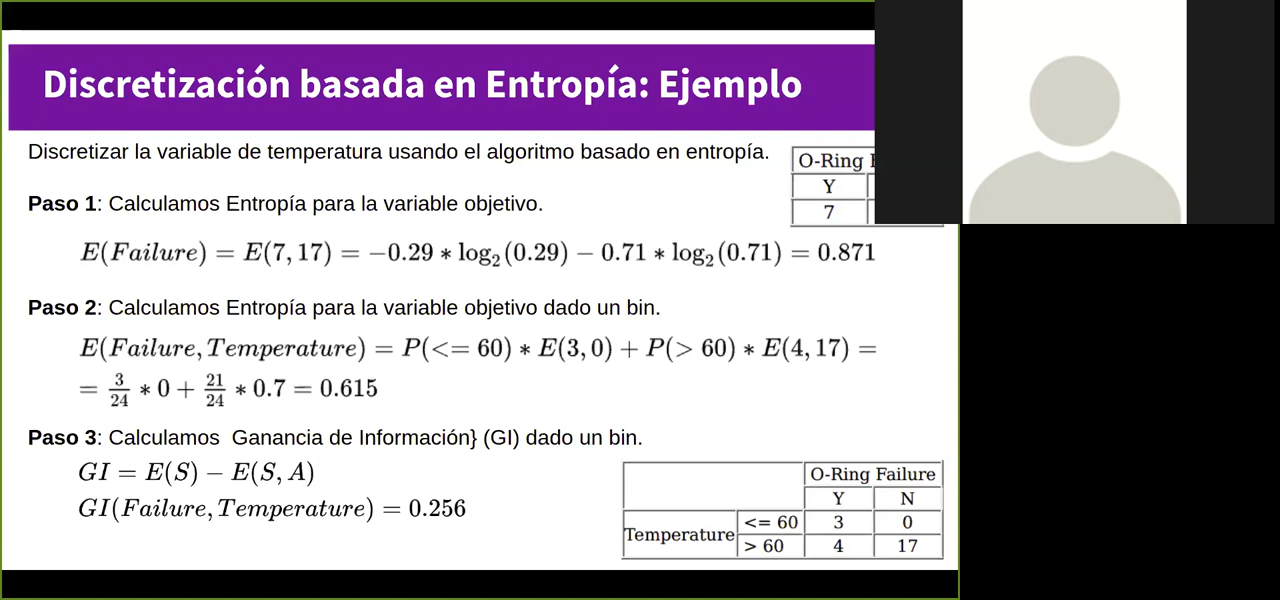 Discretización basada en Entropía: Ejemplo
Discretizar la variable de temperatura usando el algoritmo basado en entropía.
O-Ring
Y
7
Paso 1: Calculamos Entropía para la variable objetivo.
E(Failure) = E(7, 17) = −0.29 * log₂(0.29) − 0.71 * log₂(0.71) = 0.871
Paso 2: Calculamos Entropía para la variable objetivo dado un bin.
E(Failure, Temperature) = P(<= 60) * E(3, 0) + P(> 60) * E(4, 17) =
= 3/24 * 0 + 21/24 * 0.7 = 0.615
Paso 3: Calculamos Ganancia de Información} (GI) dado un bin.
GI = E(S) − E(S, A)
GI(Failure, Temperature) = 0.256
O-Ring Failure
Y N
Temperature <= 60 3 0
> 60 4 17